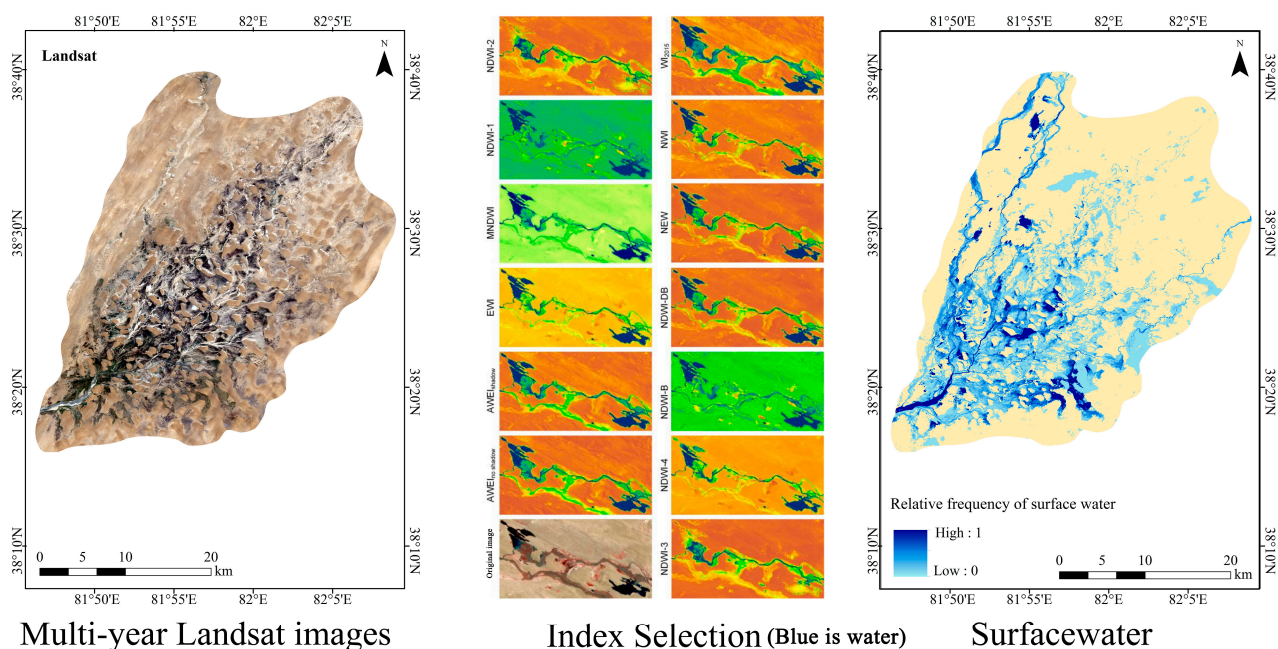 81°50'E 81°55'E 82°E 82°5'E
Landsat
N
38°40'N
38°30'N
38°20'N
38°10'N
38°40'N
38°30'N
38°20'N
38°10'N
0 5 10 20
km
81°50'E 81°55'E 82°E 82°5'E
Multi-year Landsat images
NDWI-2
NDWI-1
MNDWI
EWI
AWEIshadow
AWEIno shadow
Original image
WI2015
NWI
NEW
NDWI-DB
NDWI-B
NDWI-4
NDWI-3
Index Selection (Blue is water)
81°50'E 81°55'E 82°E 82°5'E
N
38°40'N
38°30'N
38°20'N
38°10'N
38°40'N
38°30'N
38°20'N
38°10'N
Relative frequency of surface water
High : 1
Low : 0
0 5 10 20
km
81°50'E 81°55'E 82°E 82°5'E
Surfacewater